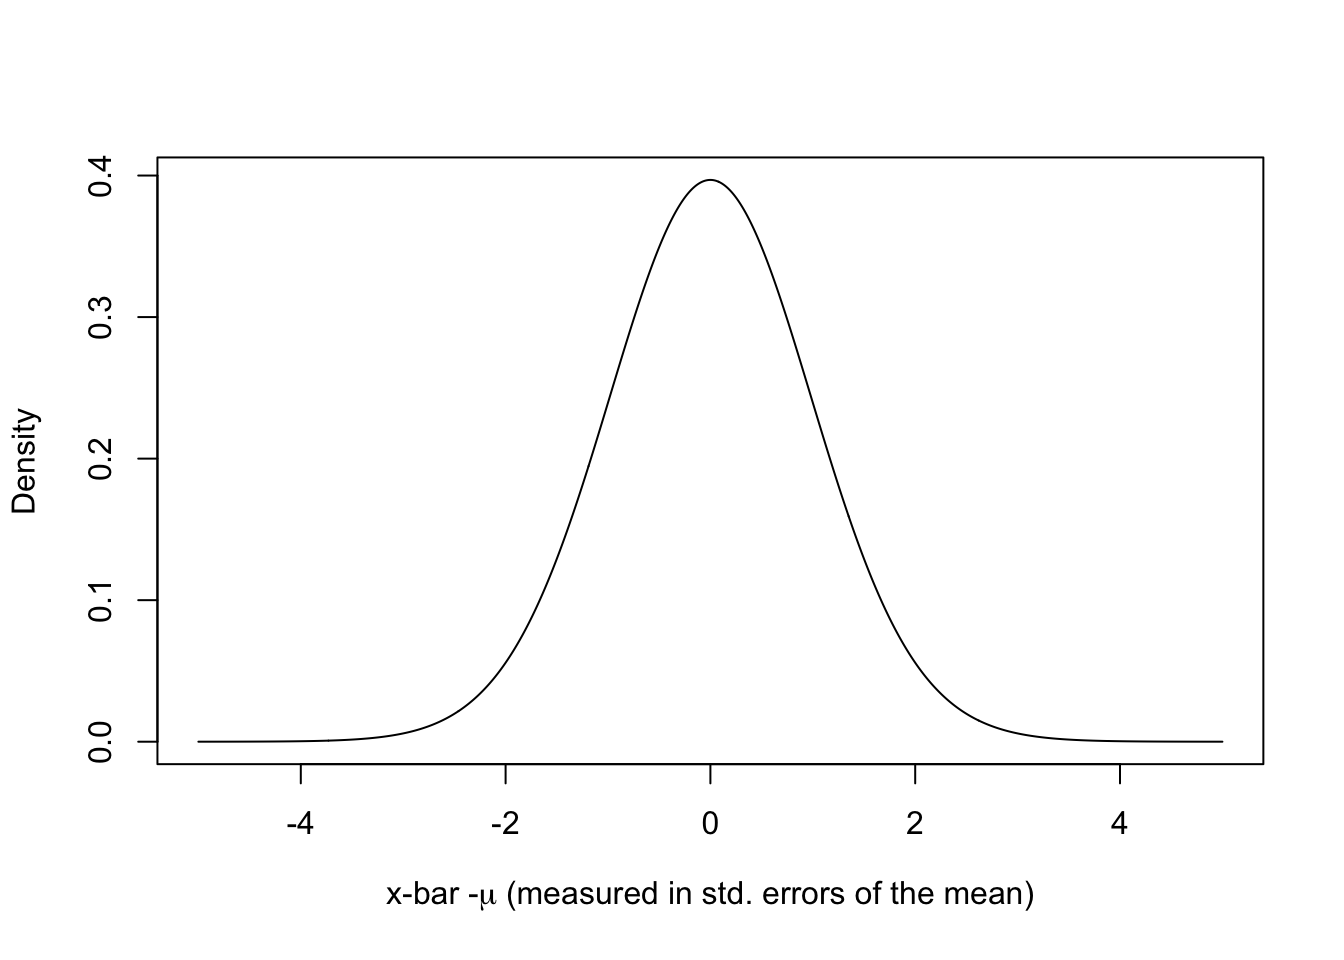 0.4
0.3
0.2
0.1
0.0
Density
-4 -2 0 2 4
x-bar -μ (measured in std. errors of the mean)